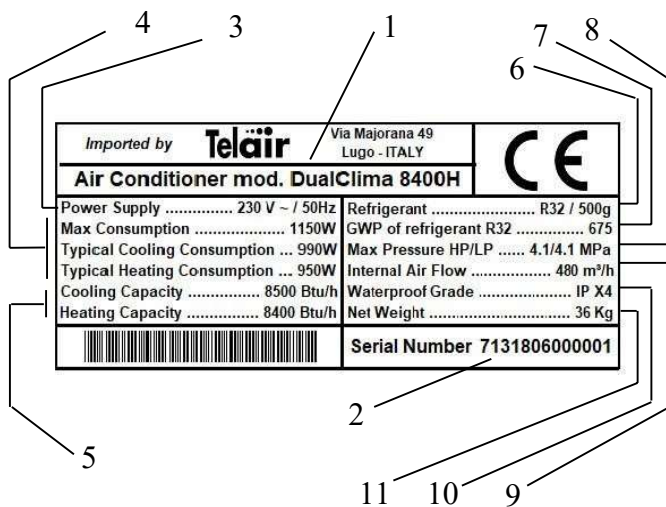 4 3 1 7 8
6
Imported by Telair Via Majorana 49
Lugo - ITALY
CE
Air Conditioner mod. DualClima 8400H
Power Supply .............. 230 V ~ / 50Hz
Max Consumption ................. 1150W
Typical Cooling Consumption ... 990W
Typical Heating Consumption ... 950W
Cooling Capacity ................ 8500 Btu/h
Heating Capacity ............... 8400 Btu/h
Refrigerant ...................... R32 / 500g
GWP of refrigerant R32 .............. 675
Max Pressure HP/LP ...... 4.1/4.1 MPa
Internal Air Flow ................. 480 m³/h
Waterproof Grade ..................... IP X4
Net Weight .............................. 36 Kg
Serial Number 7131806000001
2
5
11 10 9